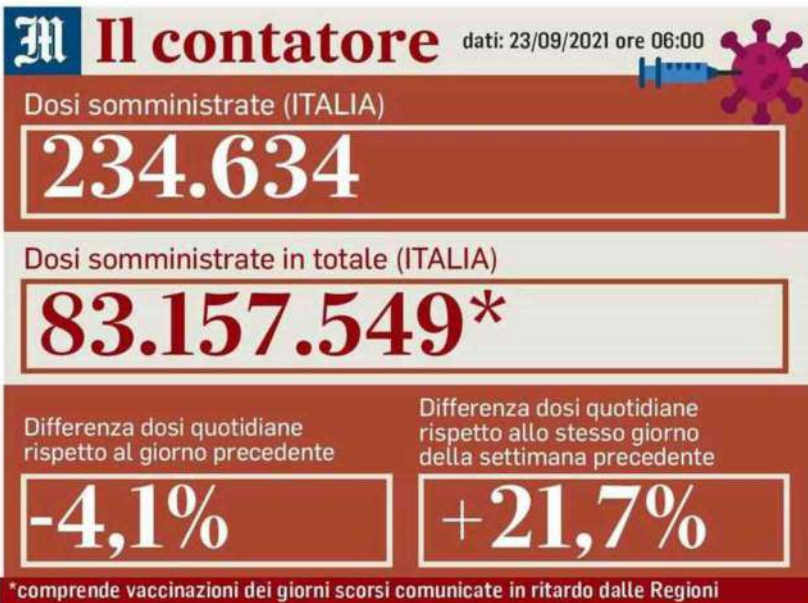 M Il contatore dati: 23/09/2021 ore 06:00
Dosi somministrate (ITALIA)
234.634
Dosi somministrate in totale (ITALIA)
83.157.549*
Differenza dosi quotidiane
rispetto al giorno precedente
-4,1%
Differenza dosi quotidiane
rispetto allo stesso giorno
della settimana precedente
+21,7%
*comprende vaccinazioni dei giorni scorsi comunicate in ritardo dalle Regioni